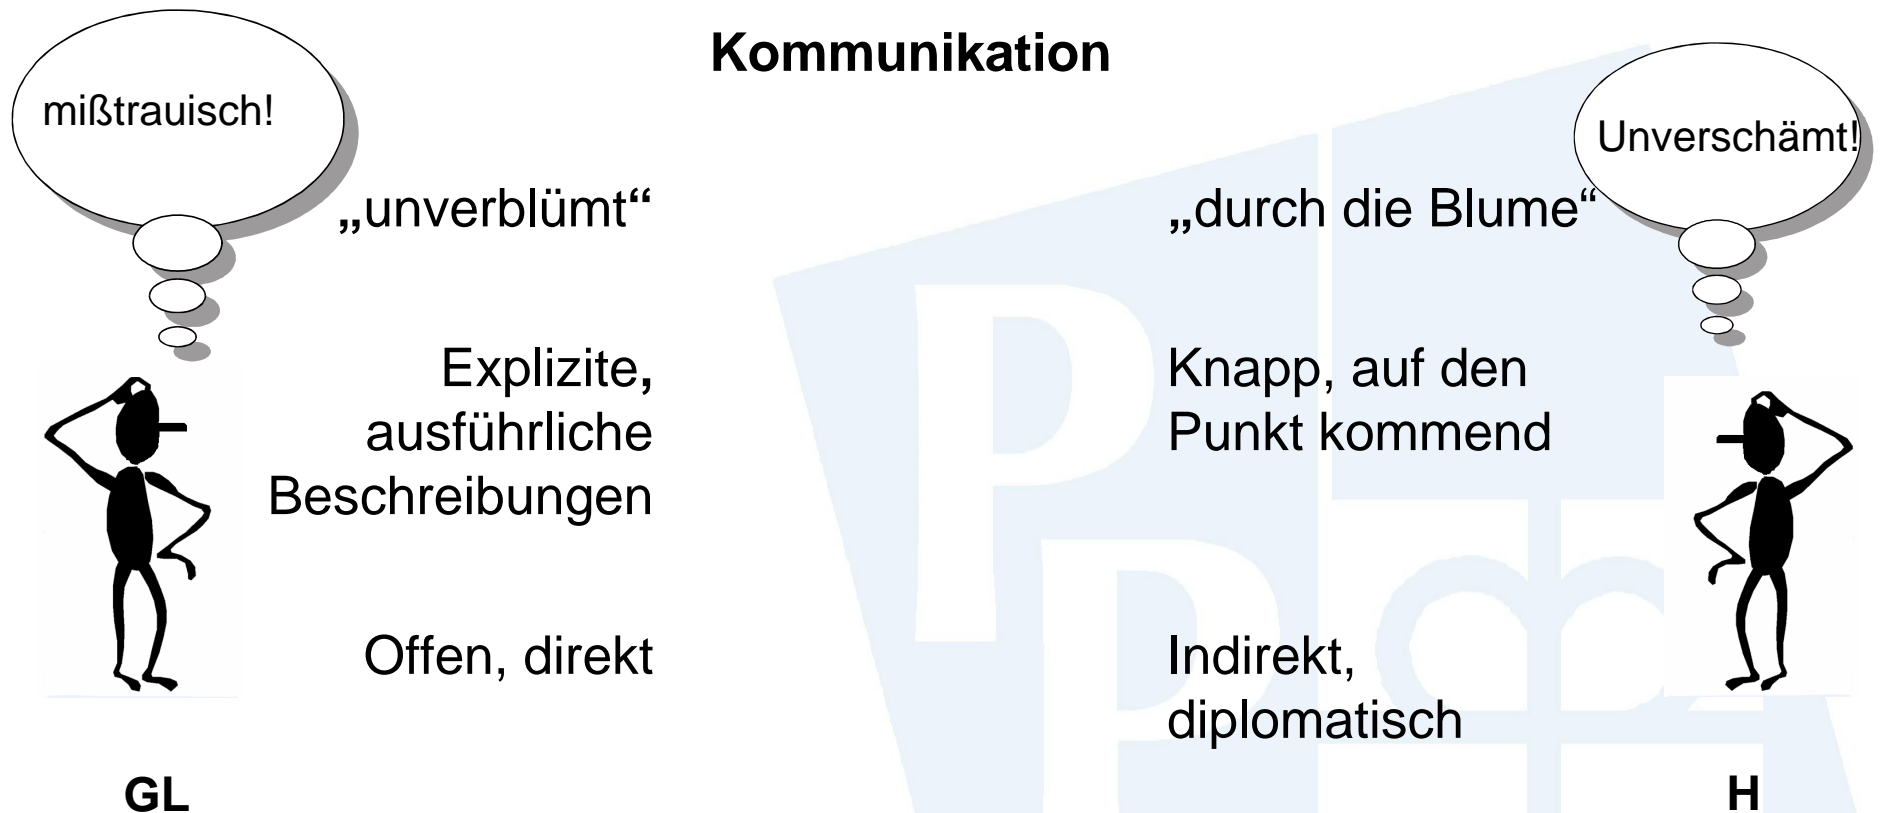 Kommunikation
mißtrauisch!
Unverschämt!
„unverblümt“
„durch die Blume“
Explizite,
ausführliche
Beschreibungen
Knapp, auf den
Punkt kommend
Offen, direkt
Indirekt,
diplomatisch
GL
H
PP